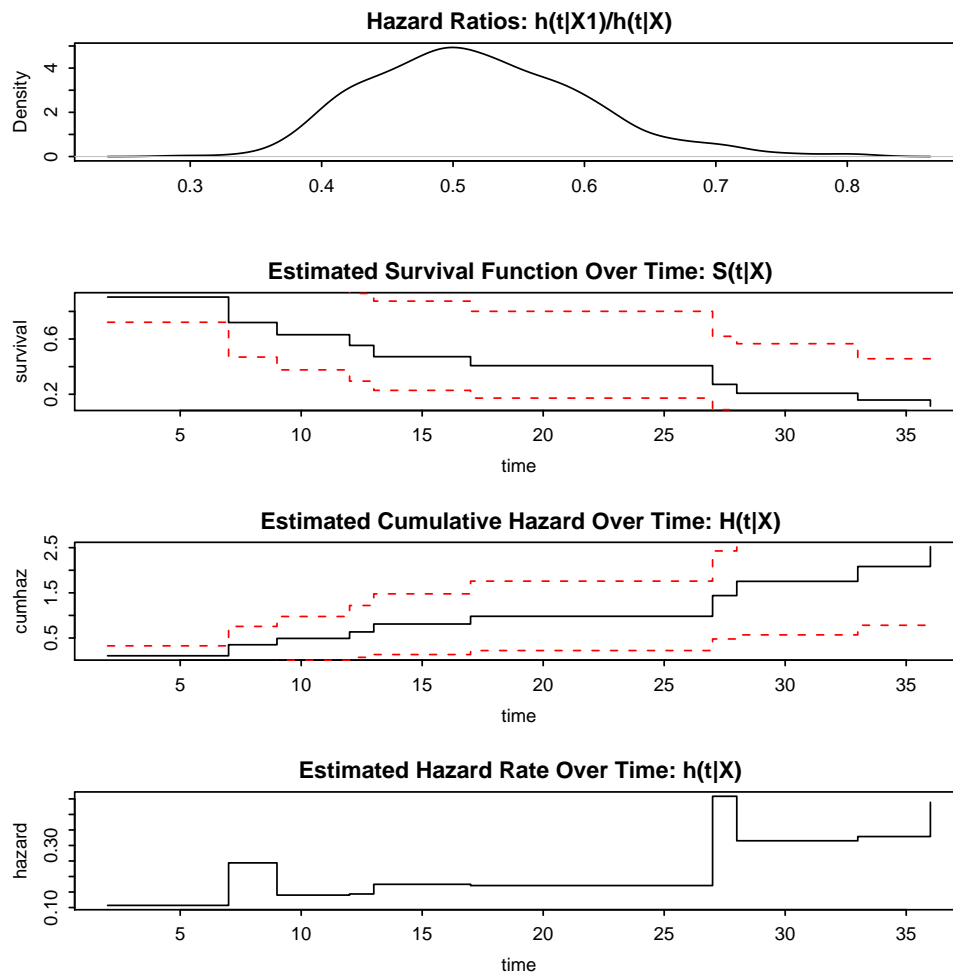 Hazard Ratios: h(t|X1)/h(t|X)
Density
0 2 4
0.3 0.4 0.5 0.6 0.7 0.8
Estimated Survival Function Over Time: S(t|X)
survival
0.2 0.6
5 10 15 20 25 30 35
time
Estimated Cumulative Hazard Over Time: H(t|X)
cumhaz
0.5 1.5 2.5
5 10 15 20 25 30 35
time
Estimated Hazard Rate Over Time: h(t|X)
hazard
0.10 0.30
5 10 15 20 25 30 35
time